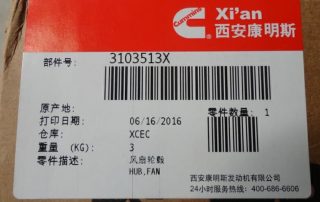 Cummins
Xi'an
西安康明斯
部件号: 3103513X
原产地:
打印日期: 06/16/2016 零件数量: 1
仓库: XCEC
重量 (KG): 3
零件描述: 风扇轮毂
HUB,FAN
西安康明斯发动机有限公司
24小时服务热线: 400-686-6606